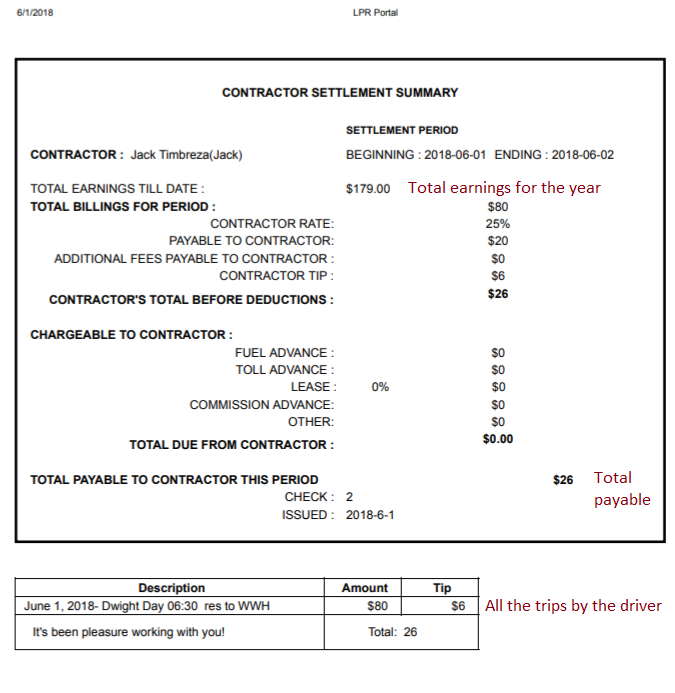 6/1/2018 LPR Portal
CONTRACTOR SETTLEMENT SUMMARY
SETTLEMENT PERIOD
CONTRACTOR : Jack Timbreza(Jack) BEGINNING : 2018-06-01 ENDING : 2018-06-02
TOTAL EARNINGS TILL DATE : $179.00 Total earnings for the year
TOTAL BILLINGS FOR PERIOD : $80
CONTRACTOR RATE: 25%
PAYABLE TO CONTRACTOR: $20
ADDITIONAL FEES PAYABLE TO CONTRACTOR : $0
CONTRACTOR TIP : $6
CONTRACTOR'S TOTAL BEFORE DEDUCTIONS : $26
CHARGEABLE TO CONTRACTOR :
FUEL ADVANCE : $0
TOLL ADVANCE : $0
LEASE : 0% $0
COMMISSION ADVANCE: $0
OTHER: $0
TOTAL DUE FROM CONTRACTOR : $0.00
TOTAL PAYABLE TO CONTRACTOR THIS PERIOD $26 Total
payable
CHECK : 2
ISSUED : 2018-6-1
Description Amount Tip
June 1, 2018- Dwight Day 06:30 res to WWH $80 $6 All the trips by the driver
It's been pleasure working with you! Total: 26